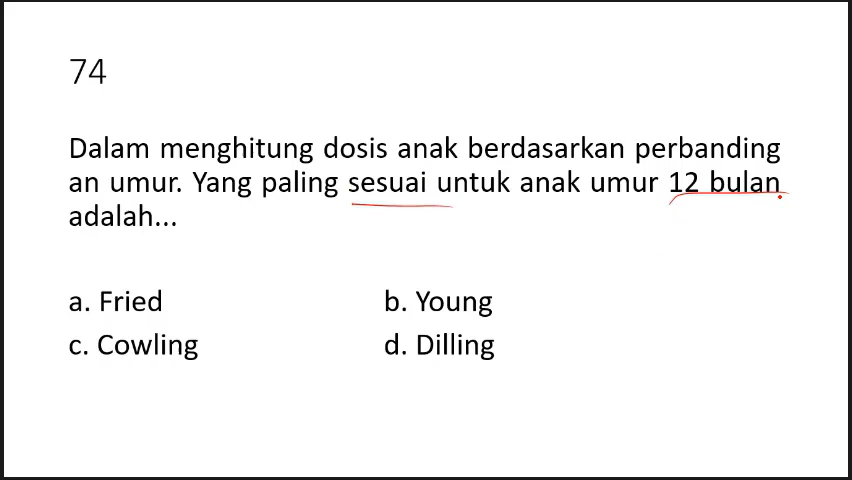 74
Dalam menghitung dosis anak berdasarkan perbanding
an umur. Yang paling sesuai untuk anak umur 12 bulan
adalah...
a. Fried b. Young
c. Cowling d. Dilling